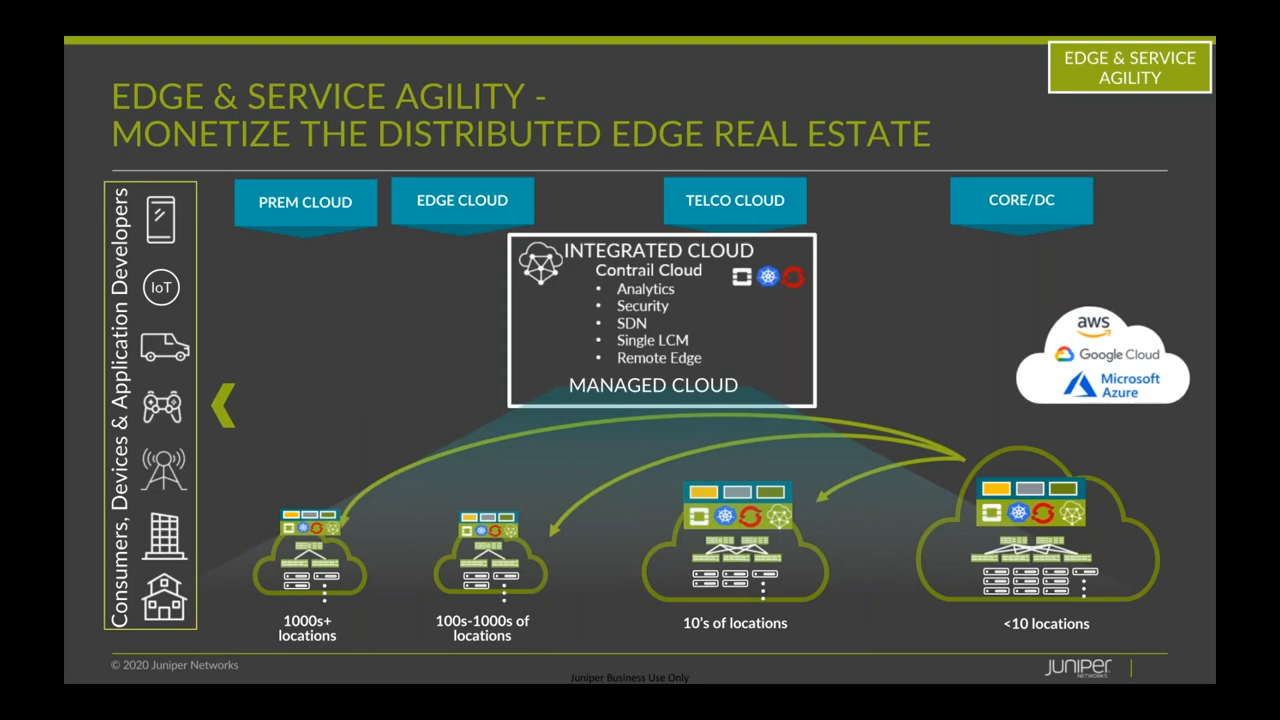 EDGE & SERVICE
AGILITY
EDGE & SERVICE AGILITY -
MONETIZE THE DISTRIBUTED EDGE REAL ESTATE
Consumers, Devices & Application Developers
IoT
PREM CLOUD
EDGE CLOUD
TELCO CLOUD
CORE/DC
INTEGRATED CLOUD
Contrail Cloud
• Analytics
• Security
• SDN
• Single LCM
• Remote Edge
MANAGED CLOUD
aws
Google Cloud
Microsoft
Azure
1000s+
locations
100s-1000s of
locations
10's of locations
<10 locations
© 2020 Juniper Networks
Juniper Business Use Only
JUNIPER
NETWORKS